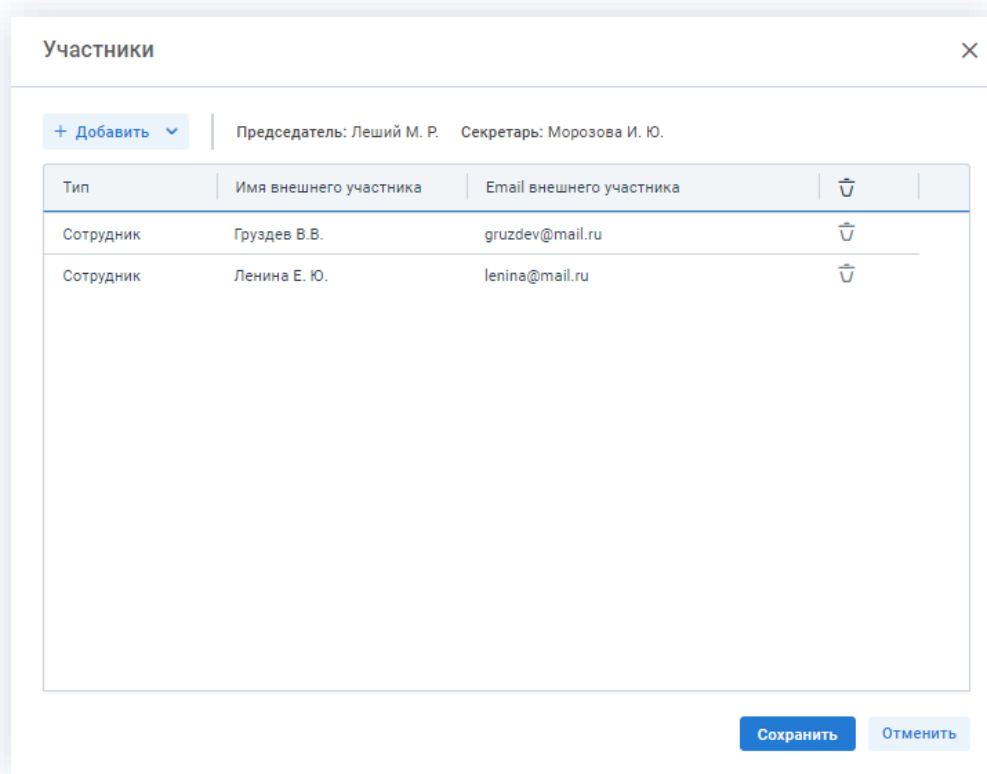 Участники
+ Добавить Председатель: Леший М. Р. Секретарь: Морозова И. Ю.
Тип Имя внешнего участника Email внешнего участника
Сотрудник Груздев В.В. gruzdev@mail.ru
Сотрудник Ленина Е. Ю. lenina@mail.ru
Сохранить Отменить